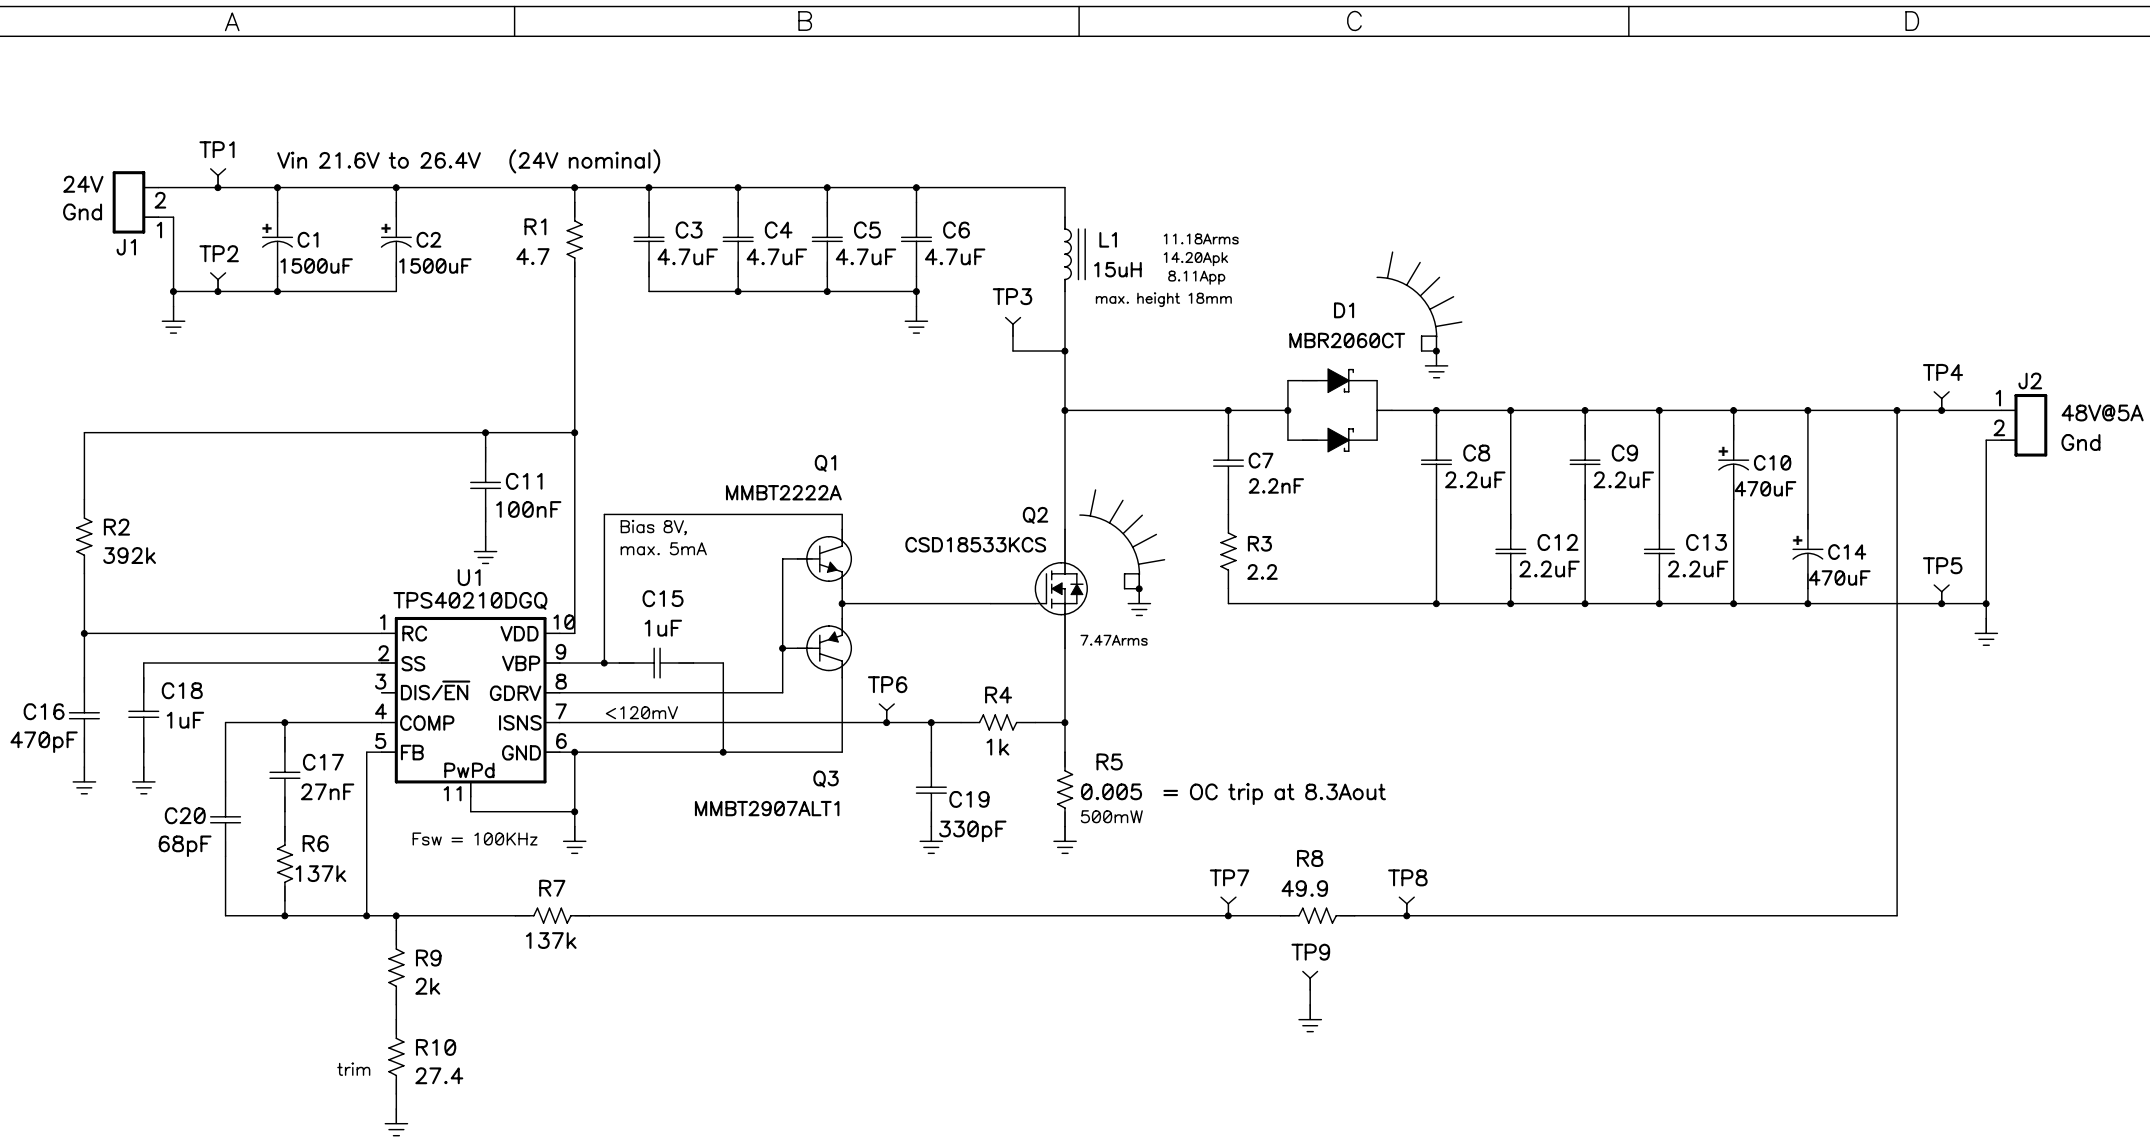 A B C D
TP1
Vin 21.6V to 26.4V (24V nominal)
24V
Gnd
2
1
J1
TP2
+
C1
1500uF
+
C2
1500uF
R1
4.7
C3
4.7uF
C4
4.7uF
C5
4.7uF
C6
4.7uF
L1
15uH
11.18Arms
14.20Apk
8.11App
max. height 18mm
TP3
D1
MBR2060CT
TP4
J2
1
2
48V@5A
Gnd
C7
2.2nF
R3
2.2
C8
2.2uF
C12
2.2uF
C9
2.2uF
C13
2.2uF
+
C10
470uF
+
C14
470uF
TP5
R2
392k
C11
100nF
Q1
MMBT2222A
Bias 8V,
max. 5mA
Q2
CSD18533KCS
7.47Arms
U1
TPS40210DGQ
1 RC VDD 10
2 SS VBP 9
3 DIS/EN GDRV 8
4 COMP ISNS 7
5 FB GND 6
PwPd
11
Fsw = 100KHz
C15
1uF
<120mV
TP6
R4
1k
Q3
MMBT2907ALT1
C19
330pF
R5
0.005 = OC trip at 8.3Aout
500mW
C16
470pF
C18
1uF
C17
27nF
C20
68pF
R6
137k
R7
137k
TP7
R8
49.9
TP8
TP9
R9
2k
R10
27.4
trim